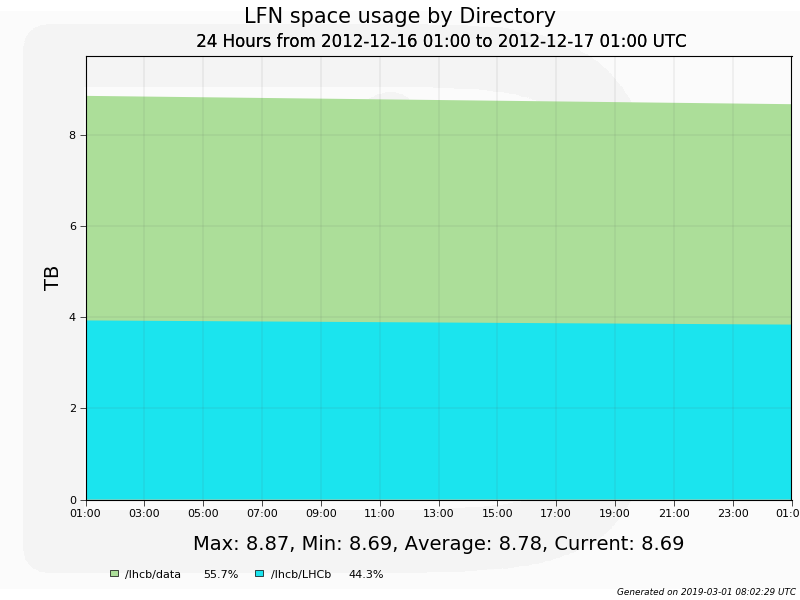 LFN space usage by Directory
24 Hours from 2012-12-16 01:00 to 2012-12-17 01:00 UTC
TB
8
6
4
2
0
01:00 03:00 05:00 07:00 09:00 11:00 13:00 15:00 17:00 19:00 21:00 23:00 01:0
Max: 8.87, Min: 8.69, Average: 8.78, Current: 8.69
/lhcb/data 55.7% /lhcb/LHCb 44.3%
Generated on 2019-03-01 08:02:29 UTC